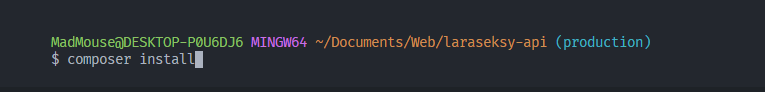 MadMouse@DESKTOP-P0U6DJ6 MINGW64 ~/Documents/Web/laraseksy-api (production)
$ composer install